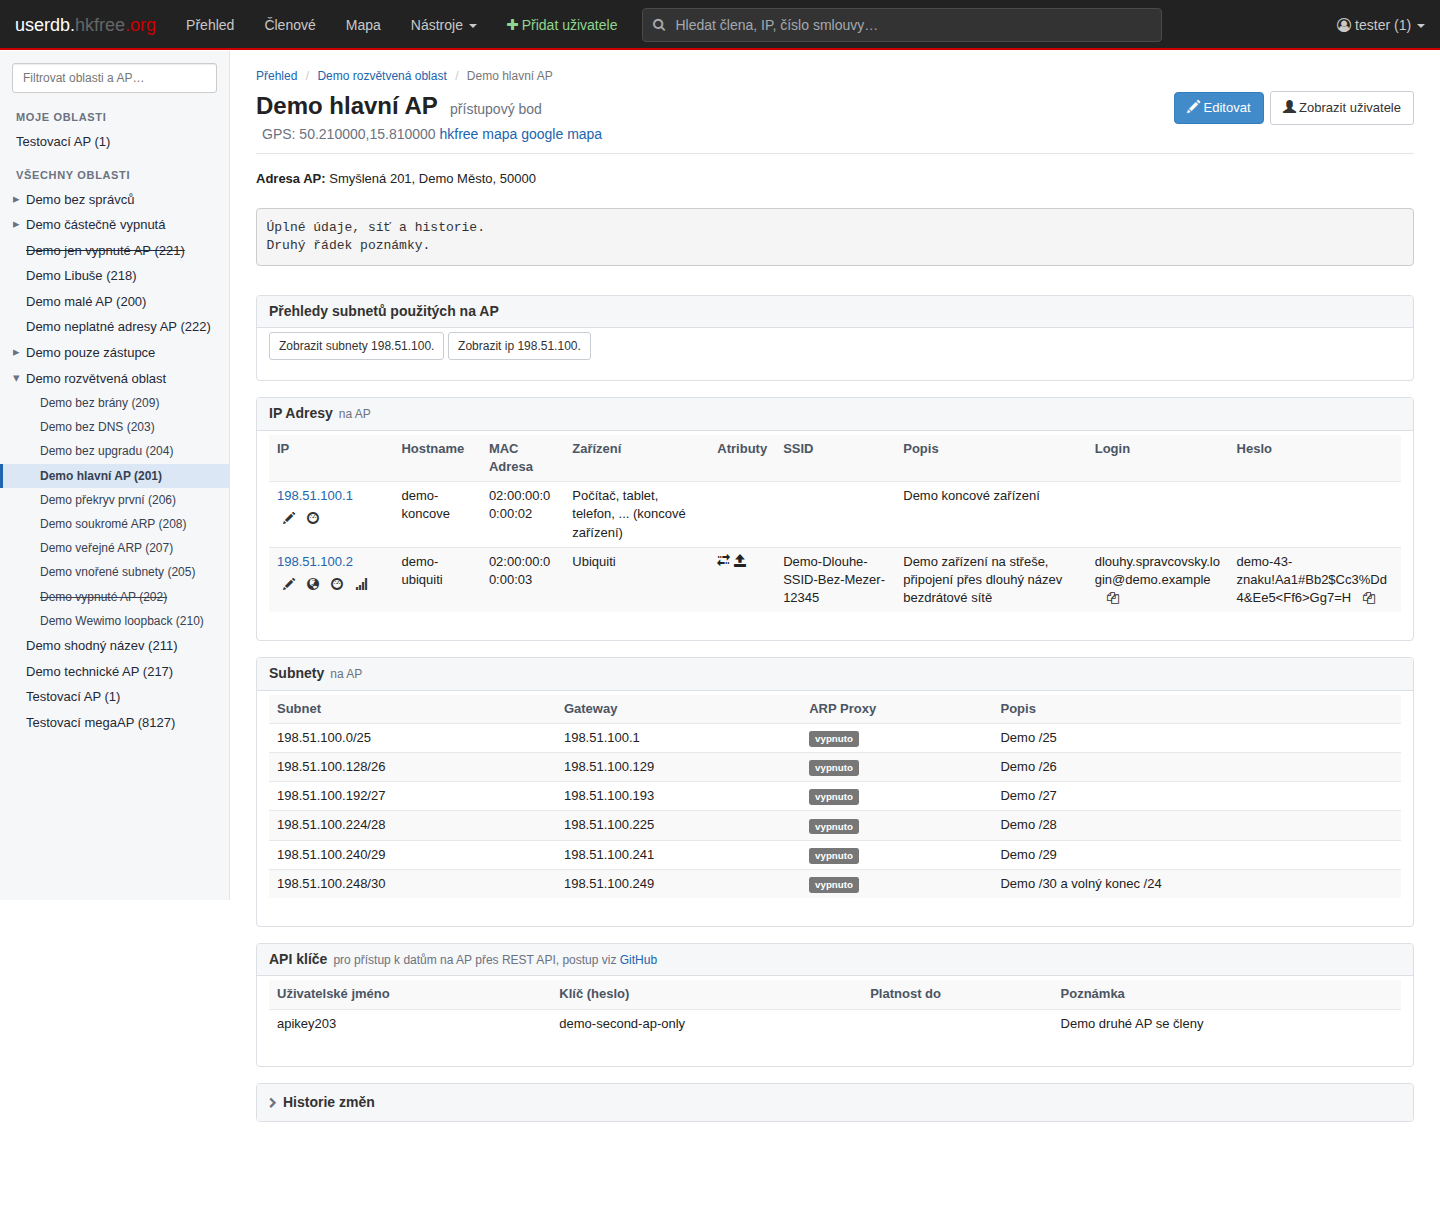 userdb.hkfree.org Přehled Členové Mapa Nástroje Přidat uživatele Hledat člena, IP, číslo smlouvy… tester (1)
Filtrovat oblasti a AP…
MOJE OBLASTI
Testovací AP (1)
VŠECHNY OBLASTI
Demo bez správců
Demo částečně vypnutá
Demo jen vypnuté AP (221)
Demo Libuše (218)
Demo malé AP (200)
Demo neplatné adresy AP (222)
Demo pouze zástupce
Demo rozvětvená oblast
Demo bez brány (209)
Demo bez DNS (203)
Demo bez upgradu (204)
Demo hlavní AP (201)
Demo překryv první (206)
Demo soukromé ARP (208)
Demo veřejné ARP (207)
Demo vnořené subnety (205)
Demo vypnuté AP (202)
Demo Wewimo loopback (210)
Demo shodný název (211)
Demo technické AP (217)
Testovací AP (1)
Testovací megaAP (8127)
Přehled / Demo rozvětvená oblast / Demo hlavní AP
Demo hlavní AP přístupový bod
Editovat Zobrazit uživatele
GPS: 50.210000,15.810000 hkfree mapa google mapa
Adresa AP: Smyšlená 201, Demo Město, 50000
Úplné údaje, síť a historie.
Druhý řádek poznámky.
Přehledy subnetů použitých na AP
Zobrazit subnety 198.51.100. Zobrazit ip 198.51.100.
IP Adresy na AP
IP Hostname MAC Adresa Zařízení Atributy SSID Popis Login Heslo
198.51.100.1 demo-koncove 02:00:00:00:00:02 Počítač, tablet, telefon, ... (koncové zařízení) Demo koncové zařízení
198.51.100.2 demo-ubiquiti 02:00:00:00:00:03 Ubiquiti Demo-Dlouhe-SSID-Bez-Mezer-12345 Demo zařízení na střeše, připojení přes dlouhý název bezdrátové sítě dlouhy.spravcovsky.login@demo.example demo-43-znaku!Aa1#Bb2$Cc3%Dd4&Ee5<Ff6>Gg7=H
Subnety na AP
Subnet Gateway ARP Proxy Popis
198.51.100.0/25 198.51.100.1 vypnuto Demo /25
198.51.100.128/26 198.51.100.129 vypnuto Demo /26
198.51.100.192/27 198.51.100.193 vypnuto Demo /27
198.51.100.224/28 198.51.100.225 vypnuto Demo /28
198.51.100.240/29 198.51.100.241 vypnuto Demo /29
198.51.100.248/30 198.51.100.249 vypnuto Demo /30 a volný konec /24
API klíče pro přístup k datům na AP přes REST API, postup viz GitHub
Uživatelské jméno Klíč (heslo) Platnost do Poznámka
apikey203 demo-second-ap-only Demo druhé AP se členy
Historie změn